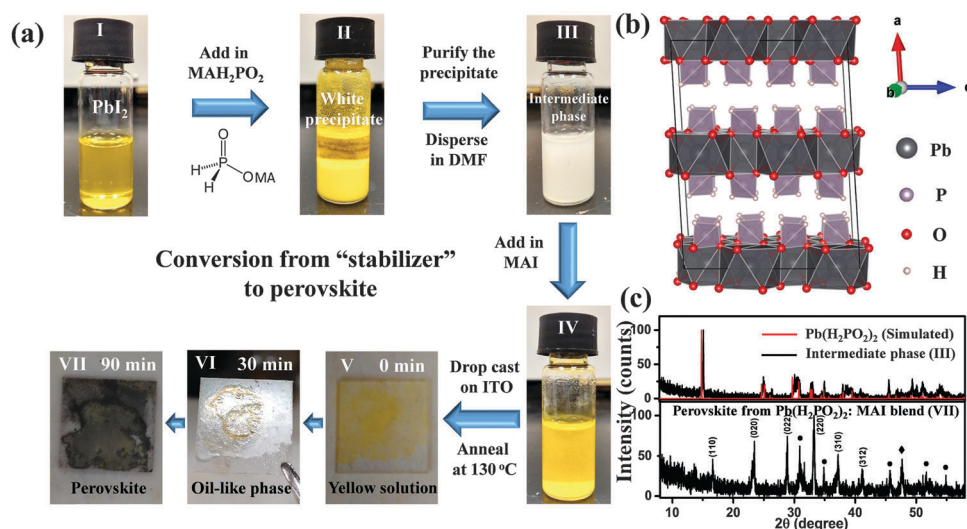 (a)
I
PbI₂
Add in
MAH₂PO₂
O
H
P
H
OMA
II
White
precipitate
Purify the
precipitate
Disperse
in DMF
III
Intermediate
phase
Add in
MAI
Conversion from “stabilizer”
to perovskite
IV
Drop cast
on ITO
Anneal
at 130 °C
V 0 min
Yellow solution
VI 30 min
Oil-like phase
VII 90 min
Perovskite
(b)
a
b
c
Pb
P
O
H
(c)
Intensity (counts)
100
50
0
Pb(H₂PO₂)₂ (Simulated)
Intermediate phase (III)
100
50
0
Perovskite from Pb(H₂PO₂)₂: MAI blend (VII)
(110)
(020)
(022)
(220)
(310)
(312)
10 20 30 40 50
2θ (degree)